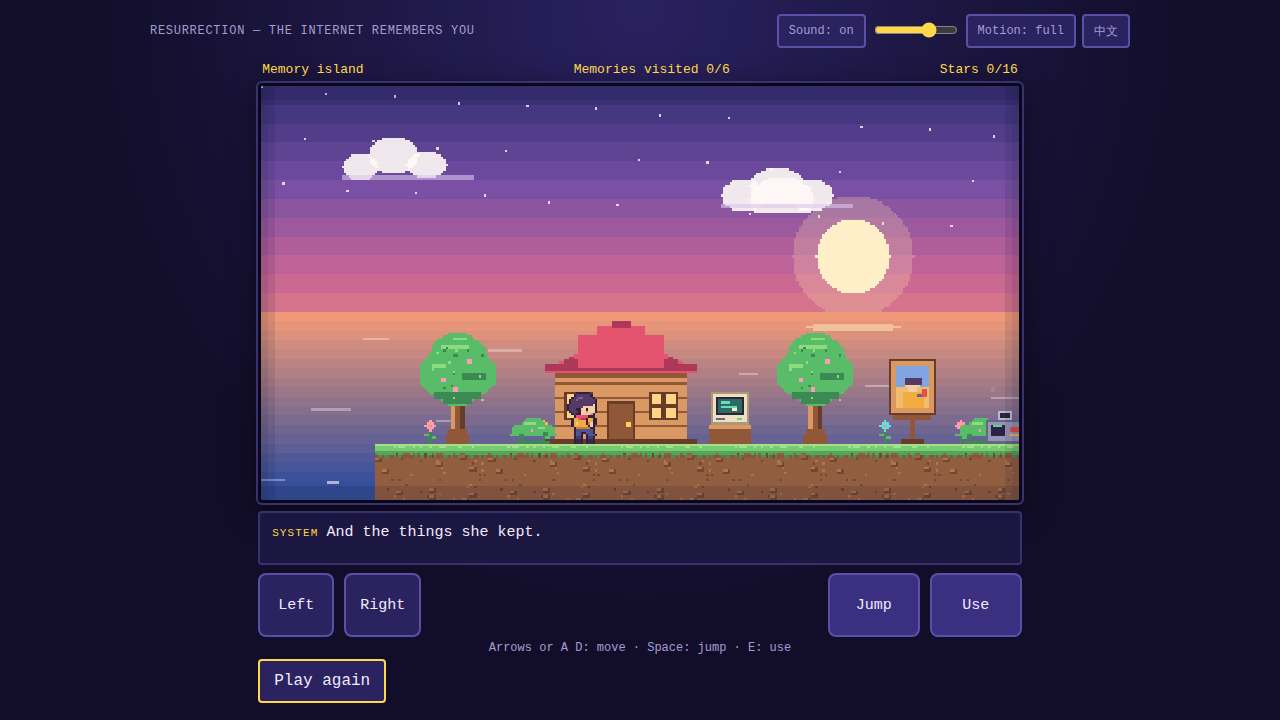 RESURRECTION — THE INTERNET REMEMBERS YOU
Sound: on
Motion: full
中文
Memory island
Memories visited 0/6
Stars 0/16
SYSTEM And the things she kept.
Left
Right
Jump
Use
Arrows or A D: move · Space: jump · E: use
Play again